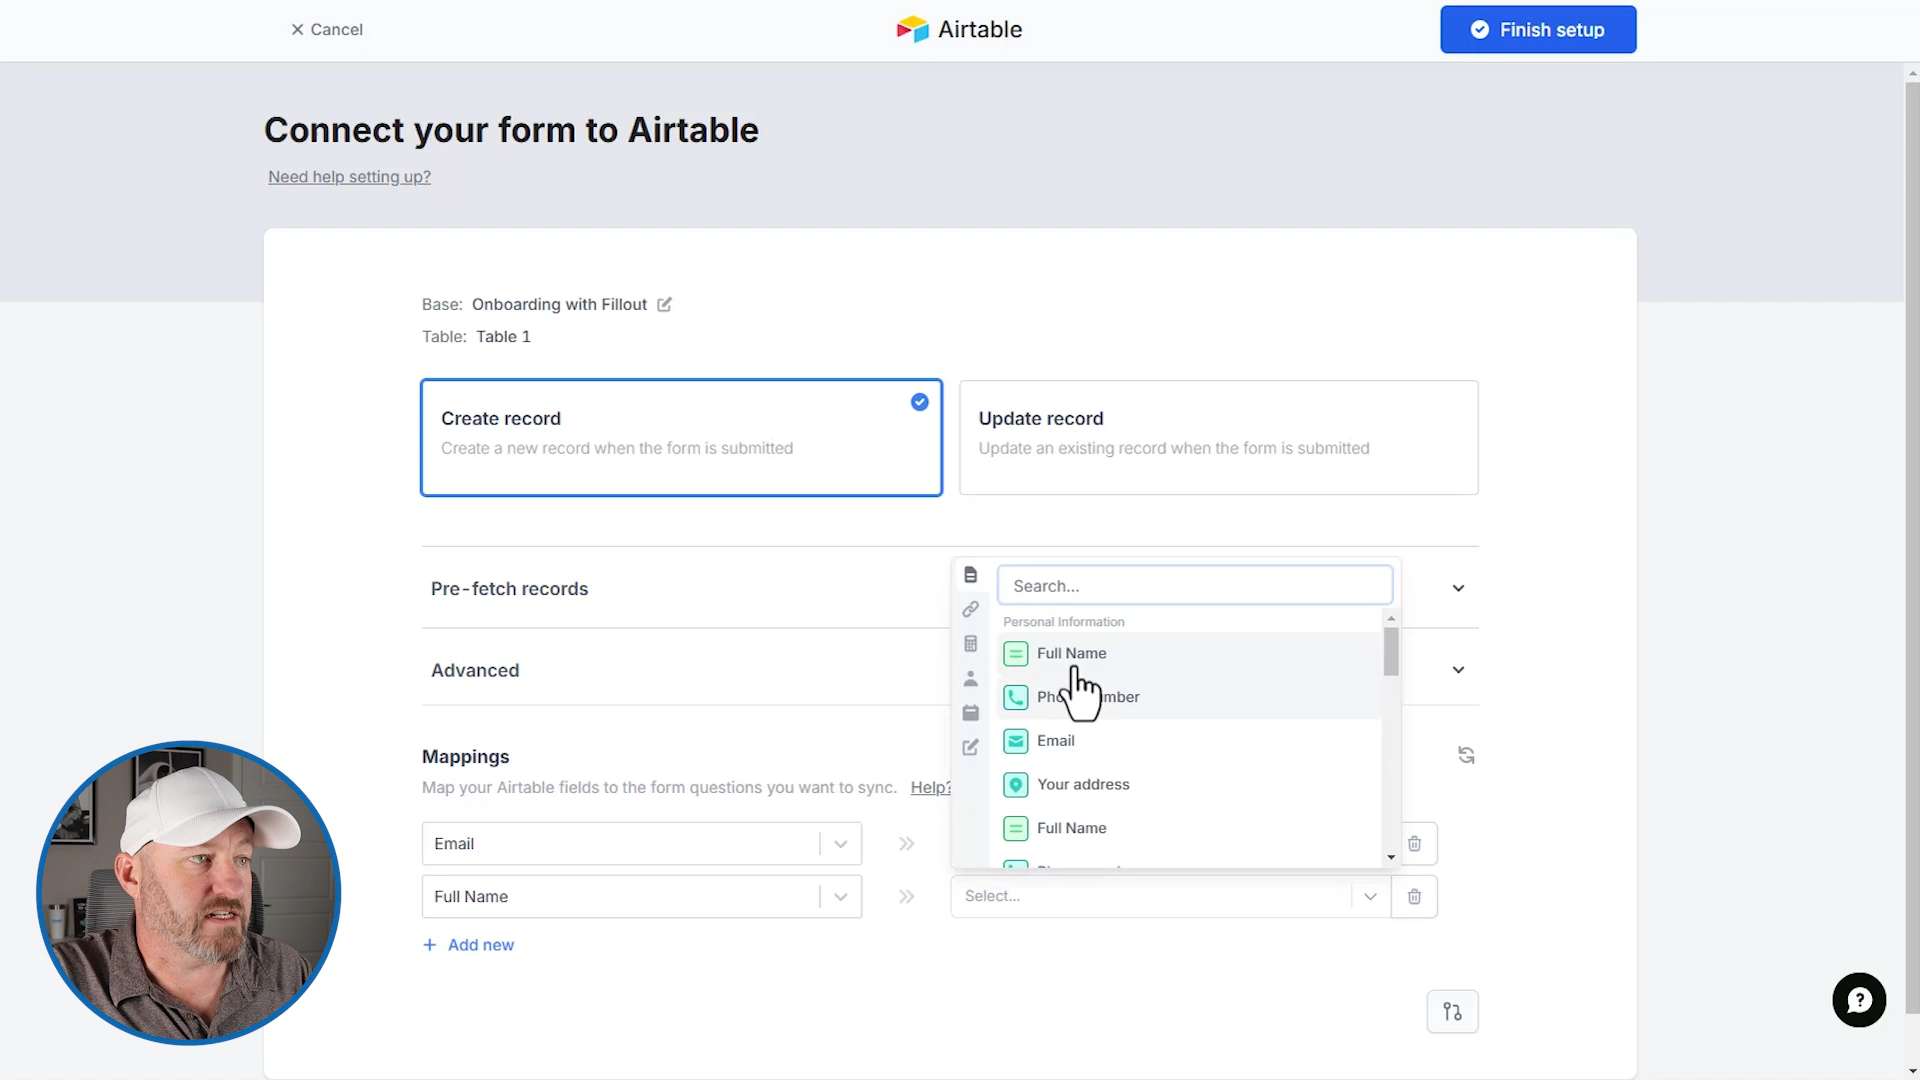 Cancel
Airtable
Finish setup
Connect your form to Airtable
Need help setting up?
Base: Onboarding with Fillout
Table: Table 1
Create record
Create a new record when the form is submitted
Update record
Update an existing record when the form is submitted
Pre-fetch records
Search...
Personal Information
Full Name
Email
Your address
Full Name
Advanced
Mappings
Map your Airtable fields to the form questions you want to sync. Help?
Email
Full Name
Select...
+ Add new